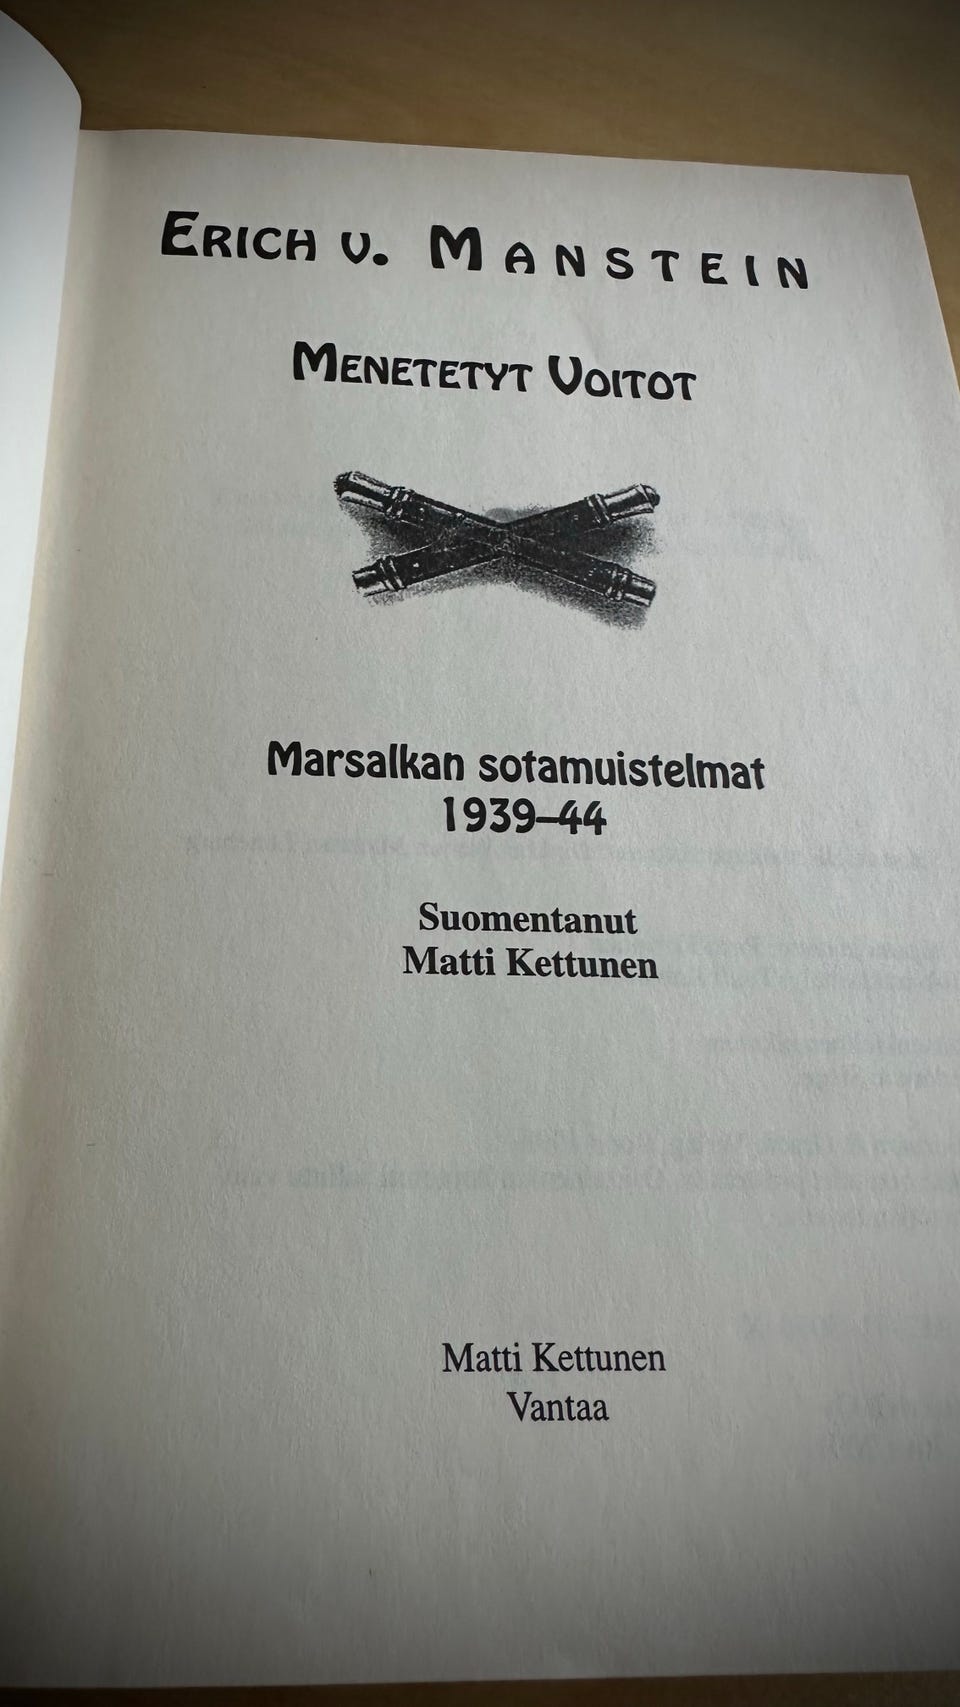 ERICH V. MANSTEIN
MENETETYT VOITOT
Marsalkan sotamuistelmat
1939–44
Suomentanut
Matti Kettunen
Matti Kettunen
Vantaa